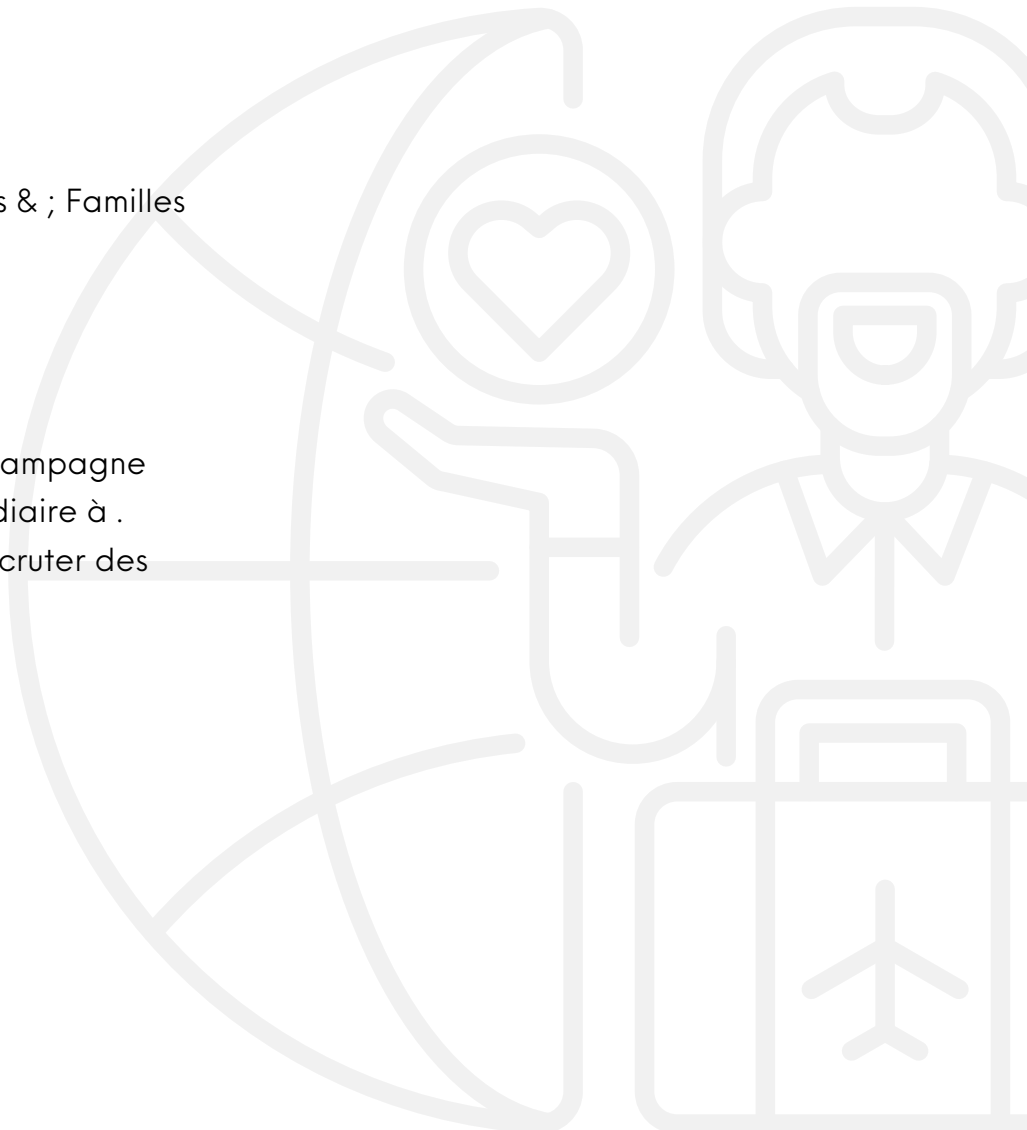 s & ; Familles
ampagne
diaire à .
cruter des